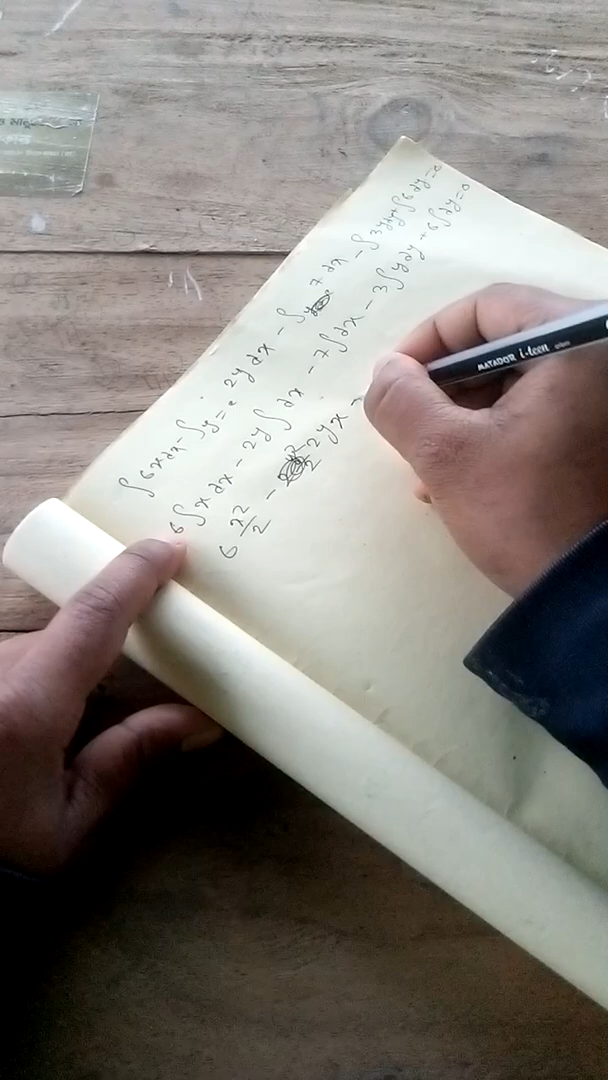 ∫6x dx - ∫y=c 2y dx - ∫y=c 7 dx - ∫3y dy + ∫6 dy = c
6∫x dx - 2y∫dx - 7∫dx - 3∫y dy + 6∫dy = 0
6 x²/2 - 2yx -
MATADOR i-teen